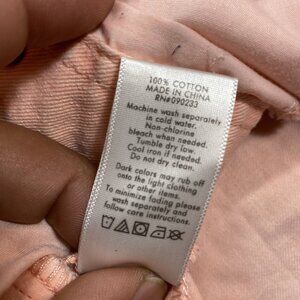 100% COTTON
MADE IN CHINA
RN#090233
Machine wash separately
in cold water.
Non-chlorine
bleach when needed.
Tumble dry low.
Cool iron if needed.
Do not dry clean.
Dark colors may rub off
onto the light clothing
or other items.
To minimize fading please
wash separately and
follow care instructions.